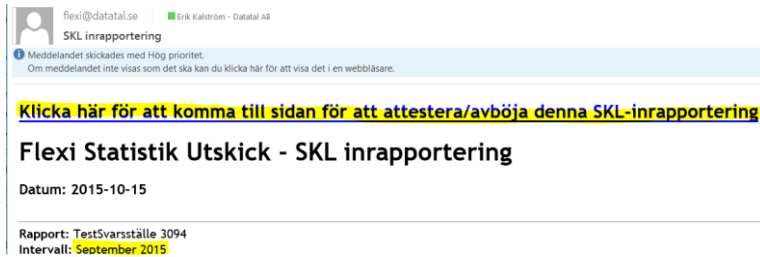 flexi@datatal.se Erik Kalström - Datatal AB
SKL inrapportering
Meddelandet skickades med Hög prioritet.
Om meddelandet inte visas som det ska kan du klicka här för att visa det i en webbläsare.
Klicka här för att komma till sidan för att attestera/avböja denna SKL-inrapportering
Flexi Statistik Utskick - SKL inrapportering
Datum: 2015-10-15
Rapport: TestSvarsställe 3094
Intervall: September 2015